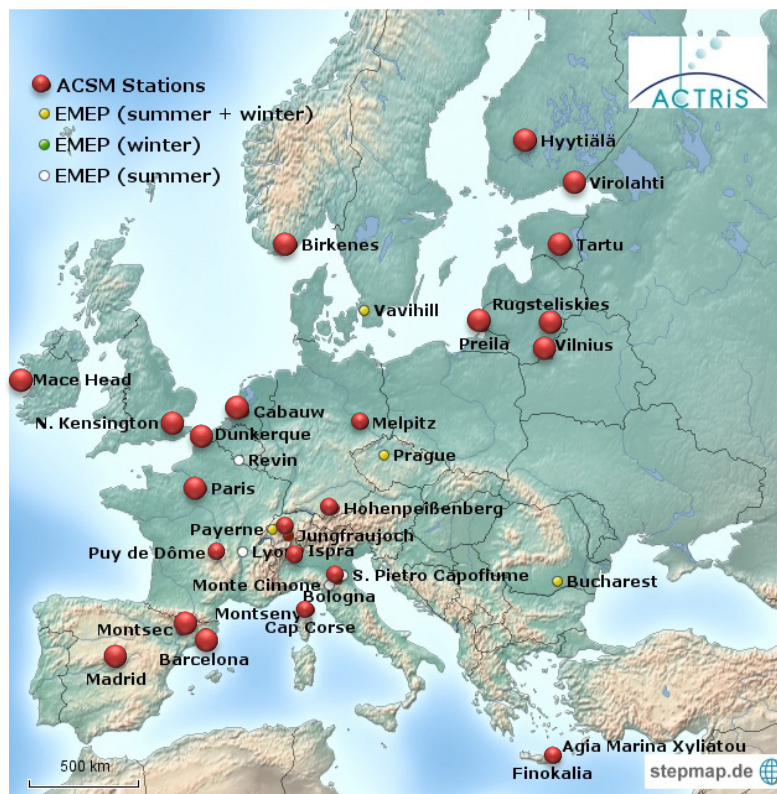 ACSM Stations
EMEP (summer + winter)
EMEP (winter)
EMEP (summer)
ACTRiS
Hyytiälä
Virolahti
Birkenes
Tartu
Vavihill
Rugsteliskies
Preila
Vilnius
Mace Head
Cabauw
N. Kensington
Dunkerque
Melpitz
Revin
Prague
Paris
Hohenpeißenberg
Payerne
Jungfraujoch
Puy de Dôme
Lyon
Ispra
S. Pietro Capofiume
Monte Cimone
Bucharest
Bologna
Montseny
Montsec
Cap Corse
Barcelona
Madrid
Agia Marina Xyliatou
Finokalia
500 km
stepmap.de